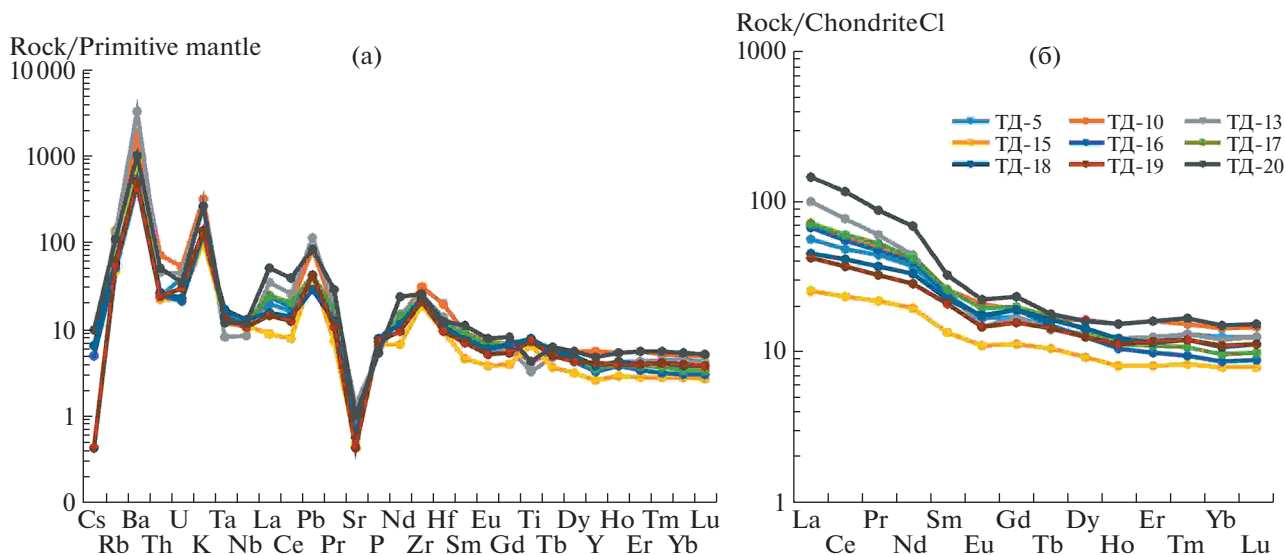 Rock/Primitive mantle
(а)
10 000
1000
100
10
1
0
Cs Ba U Ta La Pb Sr Nd Hf Eu Ti Dy Ho Tm Lu
Rb Th K Nb Ce Pr P Zr Sm Gd Tb Y Er Yb
Rock/ChondriteCl
(б)
1000
100
10
1
ТД-5 ТД-10 ТД-13
ТД-15 ТД-16 ТД-17
ТД-18 ТД-19 ТД-20
La Pr Sm Gd Dy Er Yb
Ce Nd Eu Tb Ho Tm Lu